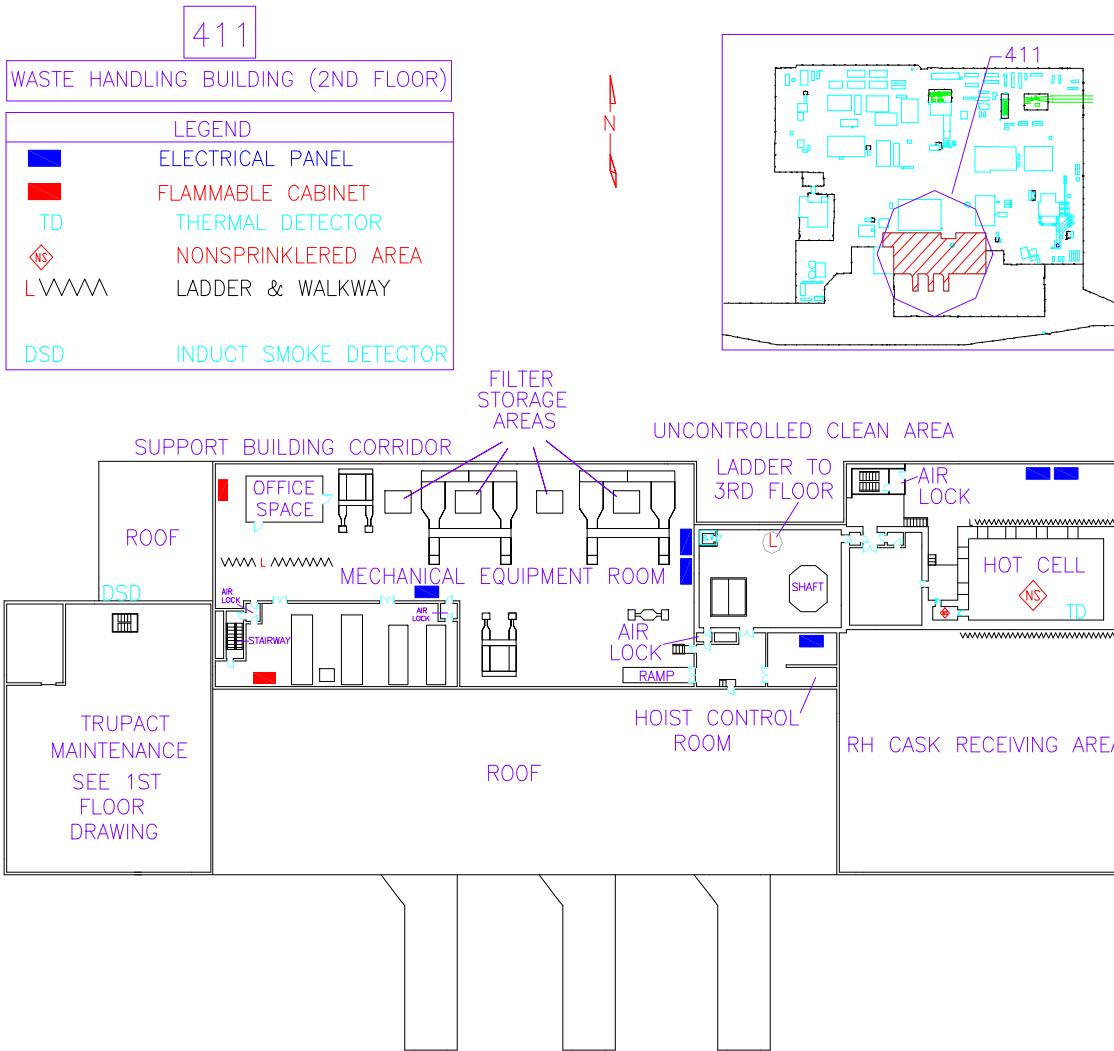 411
WASTE HANDLING BUILDING (2ND FLOOR)
LEGEND
ELECTRICAL PANEL
FLAMMABLE CABINET
TD THERMAL DETECTOR
NS NONSPRINKLERED AREA
L LADDER & WALKWAY
DSD INDUCT SMOKE DETECTOR
N
411
FILTER
STORAGE
AREAS
SUPPORT BUILDING CORRIDOR
UNCONTROLLED CLEAN AREA
LADDER TO
3RD FLOOR
AIR
LOCK
OFFICE
SPACE
ROOF
L
L
MECHANICAL EQUIPMENT ROOM
SHAFT
HOT CELL
NS
TD
DSD
AIR
LOCK
AIR
LOCK
STAIRWAY
AIR
LOCK
RAMP
HOIST CONTROL
ROOM
TRUPACT
MAINTENANCE
SEE 1ST
FLOOR
DRAWING
ROOF
RH CASK RECEIVING AREA